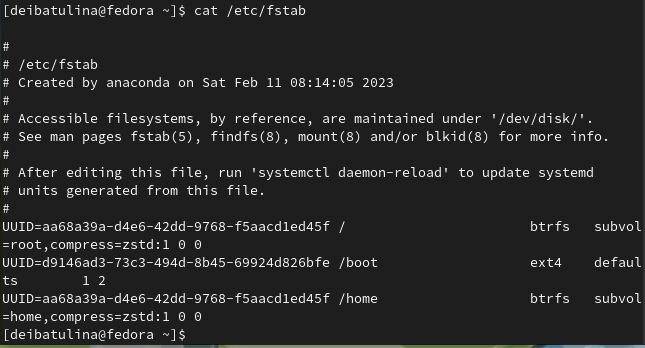 [deibatulina@fedora ~]$ cat /etc/fstab

#
# /etc/fstab
# Created by anaconda on Sat Feb 11 08:14:05 2023
#
# Accessible filesystems, by reference, are maintained under '/dev/disk/'.
# See man pages fstab(5), findfs(8), mount(8) and/or blkid(8) for more info.
#
# After editing this file, run 'systemctl daemon-reload' to update systemd
# units generated from this file.
#
UUID=aa68a39a-d4e6-42dd-9768-f5aacd1ed45f /                       btrfs   subvol
=root,compress=zstd:1 0 0
UUID=d9146ad3-73c3-494d-8b45-69924d826bfe /boot                   ext4    defaul
ts        1 2
UUID=aa68a39a-d4e6-42dd-9768-f5aacd1ed45f /home                   btrfs   subvol
=home,compress=zstd:1 0 0
[deibatulina@fedora ~]$